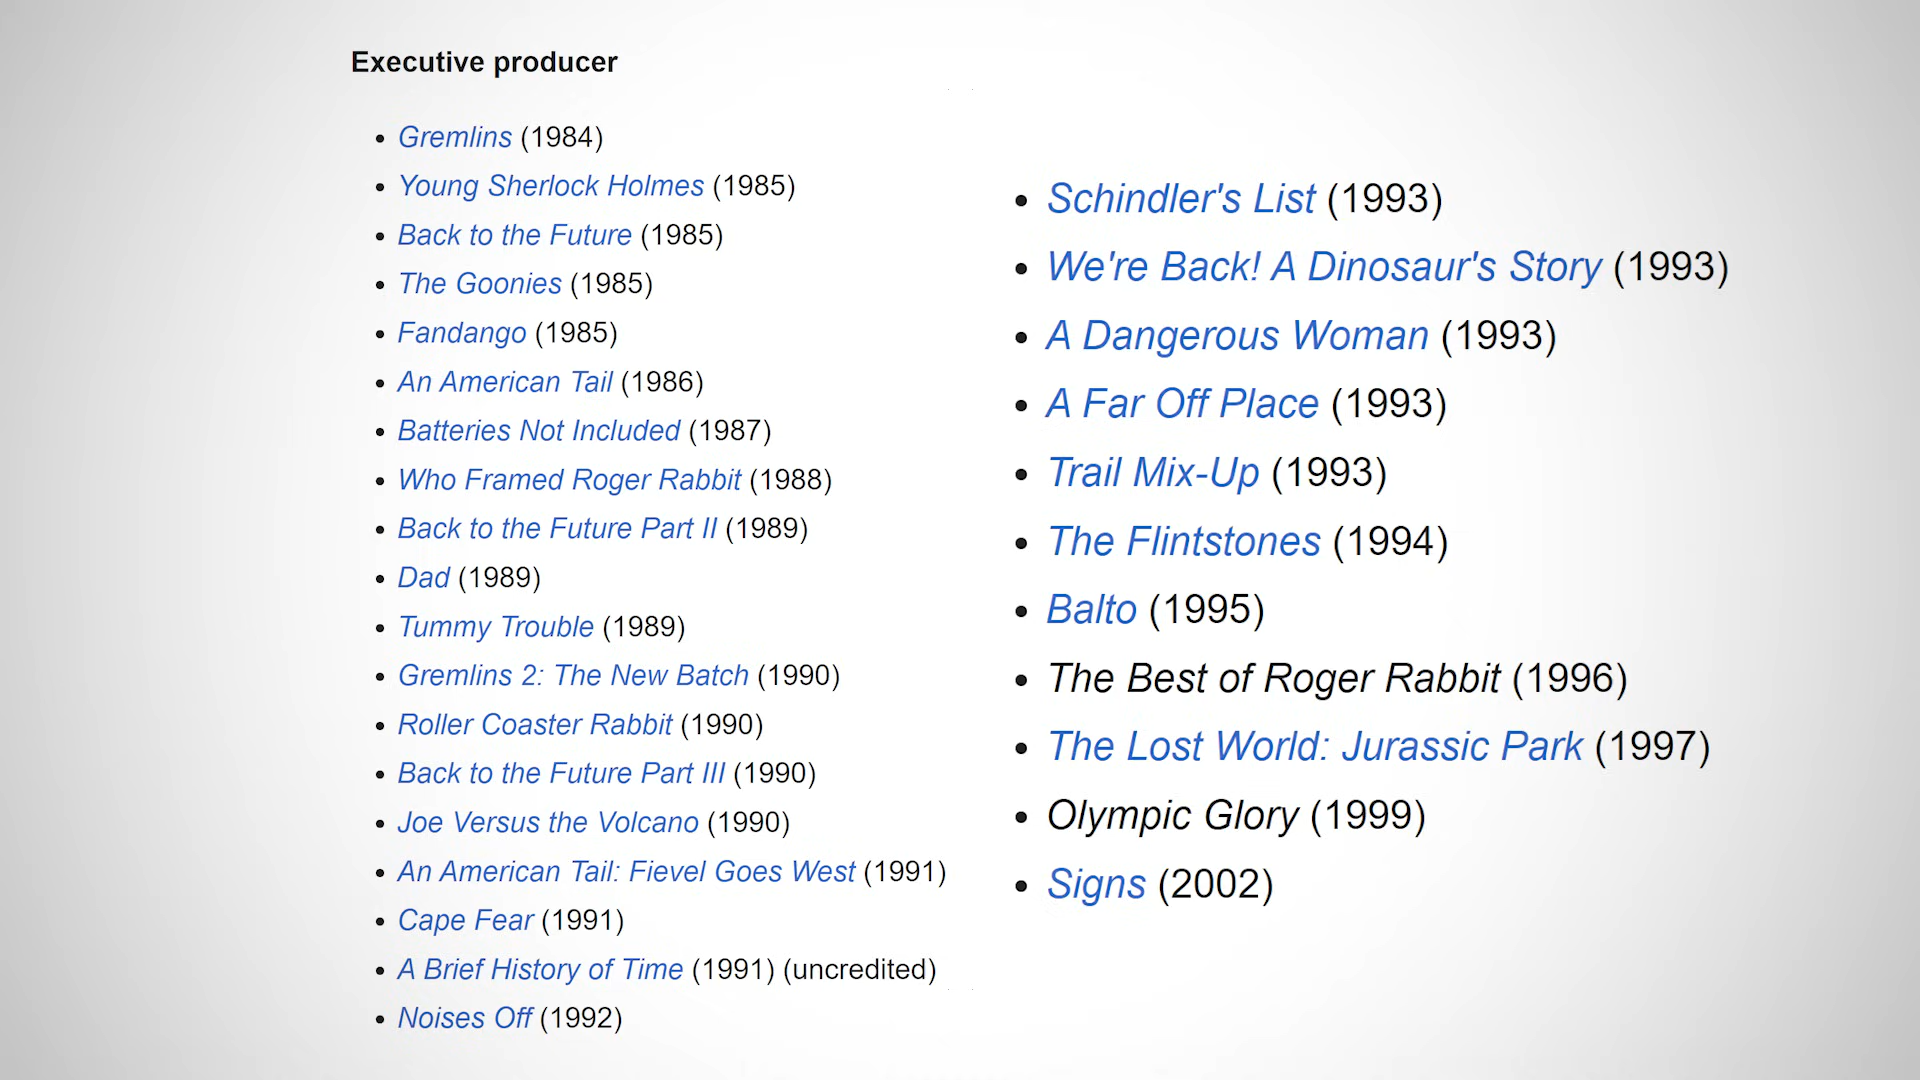 Executive producer
Gremlins (1984)
Young Sherlock Holmes (1985)
Back to the Future (1985)
The Goonies (1985)
Fandango (1985)
An American Tail (1986)
Batteries Not Included (1987)
Who Framed Roger Rabbit (1988)
Back to the Future Part II (1989)
Dad (1989)
Tummy Trouble (1989)
Gremlins 2: The New Batch (1990)
Roller Coaster Rabbit (1990)
Back to the Future Part III (1990)
Joe Versus the Volcano (1990)
An American Tail: Fievel Goes West (1991)
Cape Fear (1991)
A Brief History of Time (1991) (uncredited)
Noises Off (1992)
Schindler's List (1993)
We're Back! A Dinosaur's Story (1993)
A Dangerous Woman (1993)
A Far Off Place (1993)
Trail Mix-Up (1993)
The Flintstones (1994)
Balto (1995)
The Best of Roger Rabbit (1996)
The Lost World: Jurassic Park (1997)
Olympic Glory (1999)
Signs (2002)